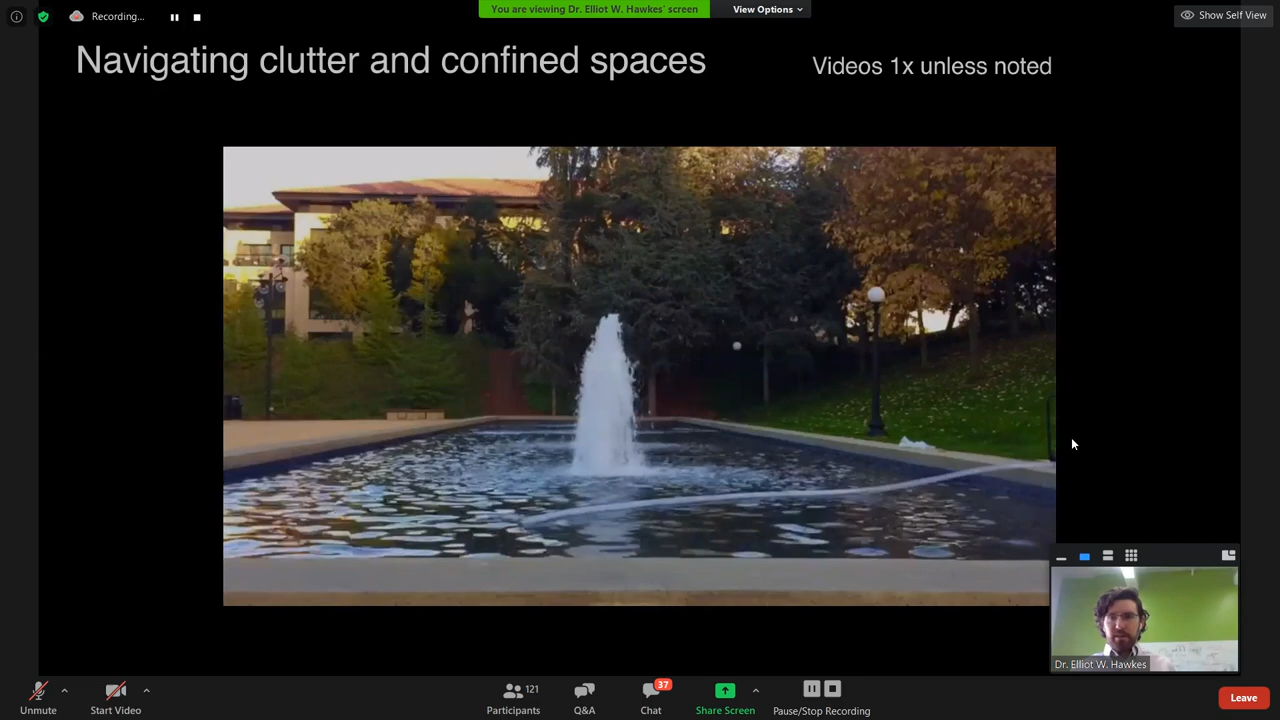 Recording...
You are viewing Dr. Elliot W. Hawkes' screen
View Options
Show Self View
Navigating clutter and confined spaces
Videos 1x unless noted
Dr. Elliot W. Hawkes
Unmute
Start Video
121
Participants
Q&A
37
Chat
Share Screen
Pause/Stop Recording
Leave